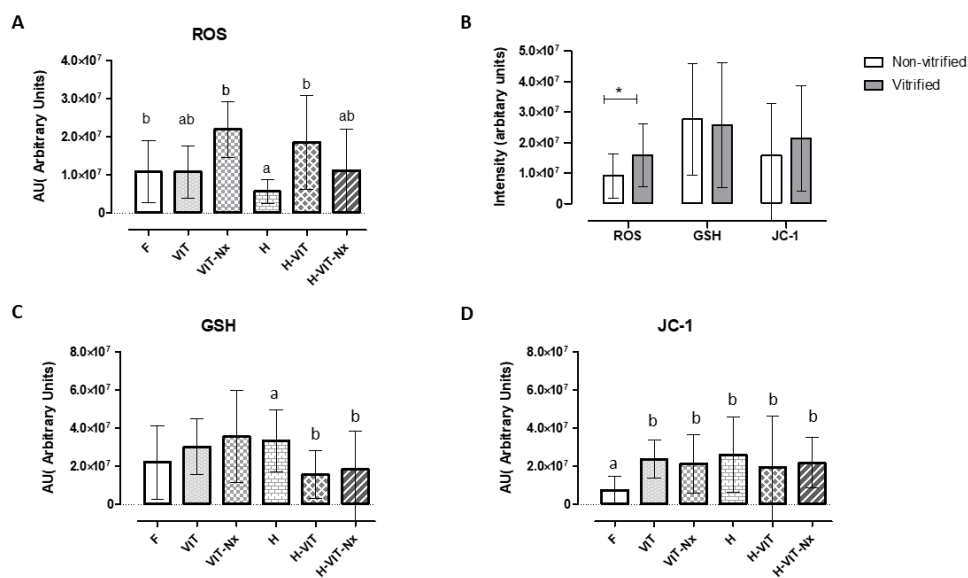 A
ROS
AU( Arbitrary Units)
4.0×10⁷
3.0×10⁷
2.0×10⁷
1.0×10⁷
0
b
ab
b
a
b
ab
F
VIT
VIT-Nx
H
H-VIT
H-VIT-Nx
B
Intensity (arbitary units)
5.0×10⁷
4.0×10⁷
3.0×10⁷
2.0×10⁷
1.0×10⁷
0
*
ROS
GSH
JC-1
Non-vitrified
Vitrified
C
GSH
AU( Arbitrary Units)
8.0×10⁷
6.0×10⁷
4.0×10⁷
2.0×10⁷
0
a
b
b
F
VIT
VIT-Nx
H
H-VIT
H-VIT-Nx
D
JC-1
AU( Arbitrary Units)
8.0×10⁷
6.0×10⁷
4.0×10⁷
2.0×10⁷
0
a
b
b
b
b
b
F
VIT
VIT-Nx
H
H-VIT
H-VIT-Nx